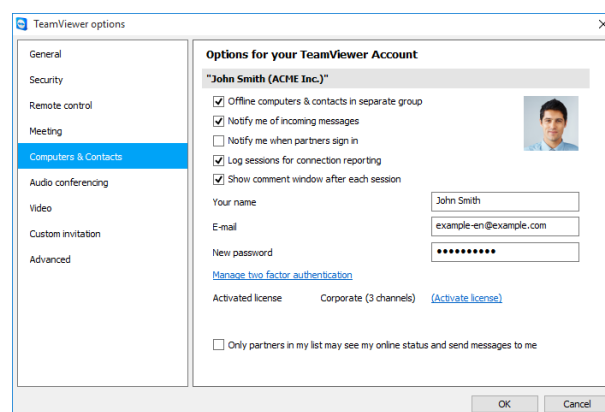 TeamViewer options
General
Security
Remote control
Meeting
Computers & Contacts
Audio conferencing
Video
Custom invitation
Advanced
Options for your TeamViewer Account
"John Smith (ACME Inc.)"
Offline computers & contacts in separate group
Notify me of incoming messages
Notify me when partners sign in
Log sessions for connection reporting
Show comment window after each session
Your name John Smith
E-mail example-en@example.com
New password ••••••••••
Manage two factor authentication
Activated license Corporate (3 channels) (Activate license)
Only partners in my list may see my online status and send messages to me
OK Cancel